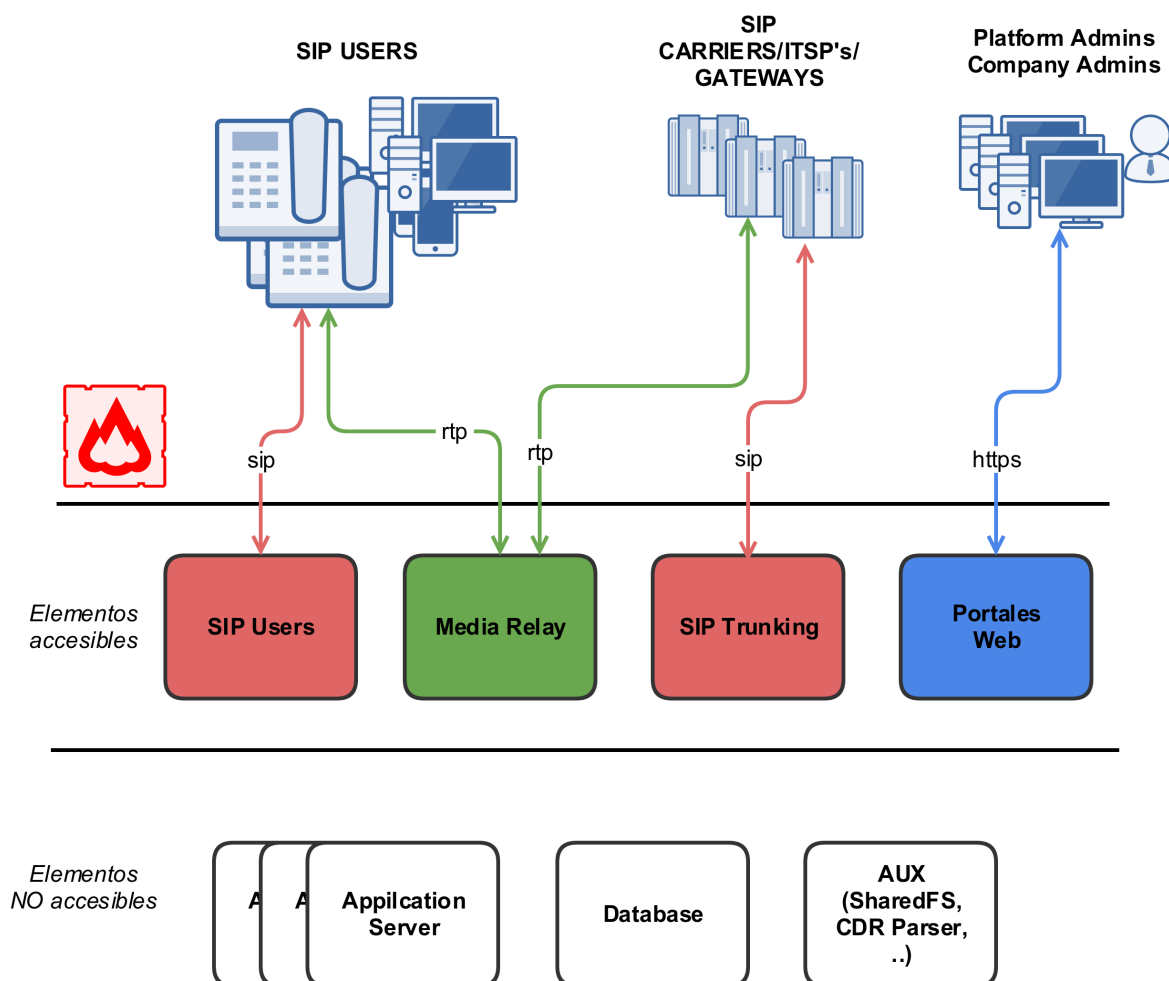 SIP USERS
SIP
CARRIERS/ITSP's/
GATEWAYS
Platform Admins
Company Admins
rtp
sip
rtp
sip
https
Elementos
accesibles
SIP Users
Media Relay
SIP Trunking
Portales
Web
Elementos
NO accesibles
A
A
Appilcation
Server
Database
AUX
(SharedFS,
CDR Parser,
..)